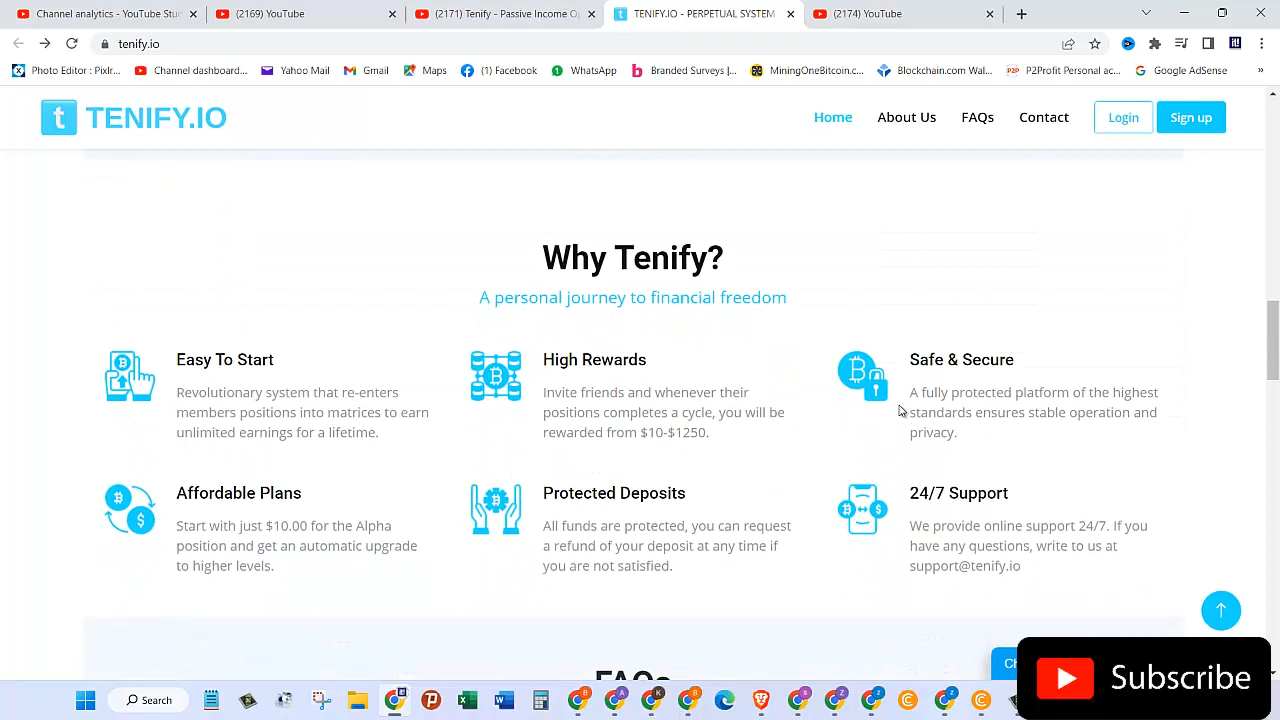 Channel analytics - YouTube Stu
(2169) YouTube
(2171) Tenify - Passive Income Op
TENIFY.IO - PERPETUAL SYSTEM
(2174) YouTube
tenify.io
Photo Editor : Pixlr...
Channel dashboard...
Yahoo Mail
Gmail
Maps
(1) Facebook
WhatsApp
Branded Surveys |...
MiningOneBitcoin...
Blockchain.com Wal...
P2Profit Personal ac...
Google AdSense
»
t TENIFY.IO
Home
About Us
FAQs
Contact
Login
Sign up
Why Tenify?
A personal journey to financial freedom
Easy To Start
Revolutionary system that re-enters
members positions into matrices to earn
unlimited earnings for a lifetime.
High Rewards
Invite friends and whenever their
positions completes a cycle, you will be
rewarded from $10-$1250.
Safe & Secure
A fully protected platform of the highest
standards ensures stable operation and
privacy.
Affordable Plans
Start with just $10.00 for the Alpha
position and get an automatic upgrade
to higher levels.
Protected Deposits
All funds are protected, you can request
a refund of your deposit at any time if
you are not satisfied.
24/7 Support
We provide online support 24/7. If you
have any questions, write to us at
support@tenify.io
FAQs
Subscribe
Search